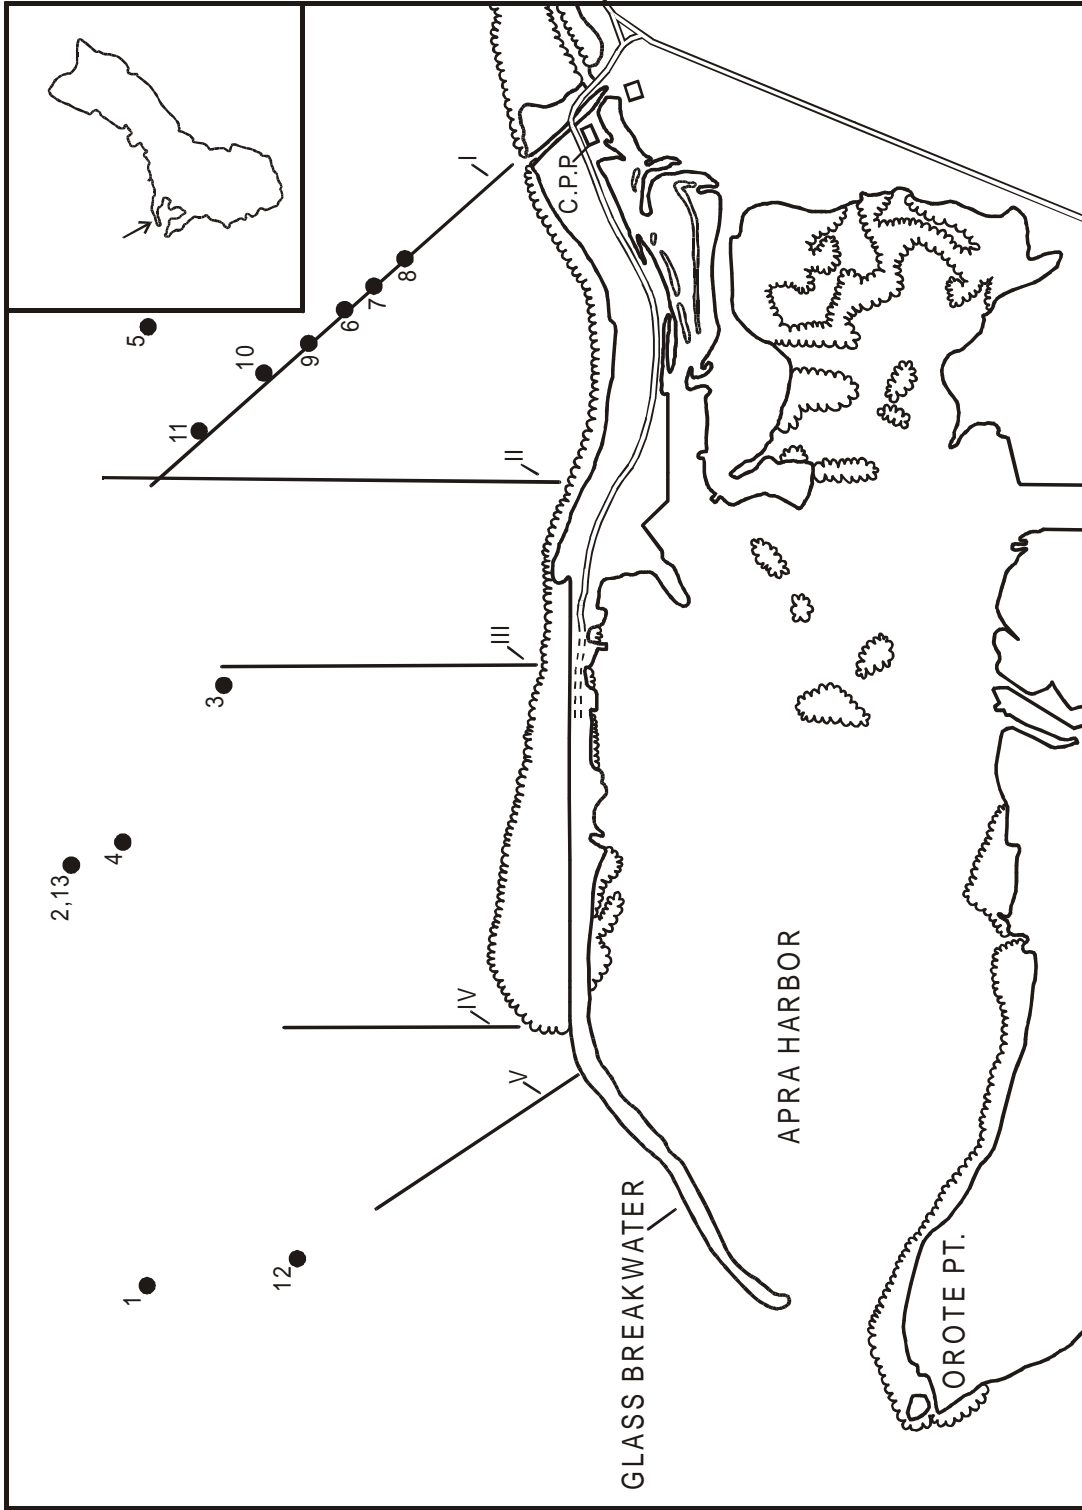 I
C.P.P.
5
8
7
6
9
10
11
II
III
3
4
2,13
IV
V
12
1
APRA HARBOR
GLASS BREAKWATER
OROTE PT.